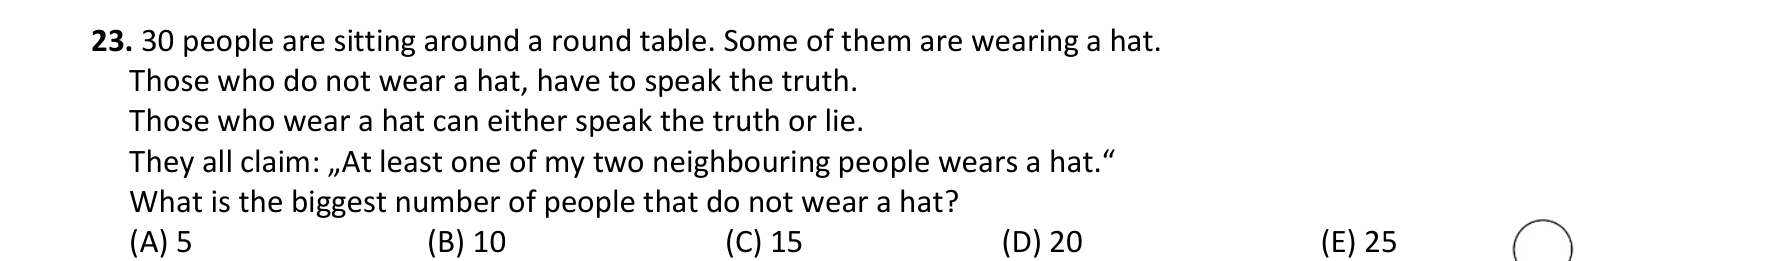 23. 30 people are sitting around a round table. Some of them are wearing a hat.
Those who do not wear a hat, have to speak the truth.
Those who wear a hat can either speak the truth or lie.
They all claim: „At least one of my two neighbouring people wears a hat.“
What is the biggest number of people that do not wear a hat?
(A) 5 (B) 10 (C) 15 (D) 20 (E) 25